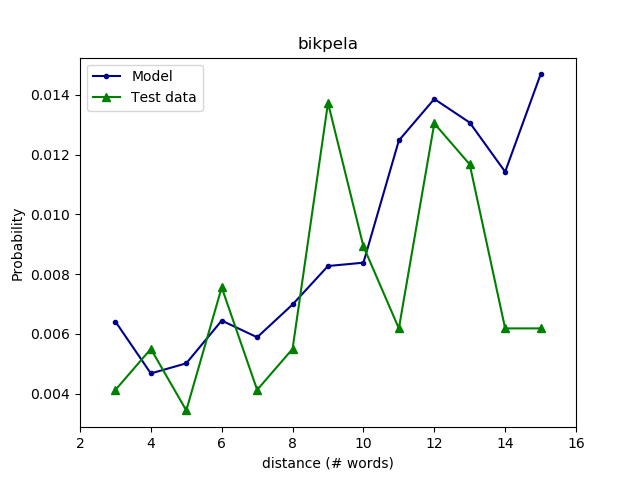 bikpela
Model
Test data
0.014
0.012
0.010
0.008
0.006
0.004
Probability
2 4 6 8 10 12 14 16
distance (# words)